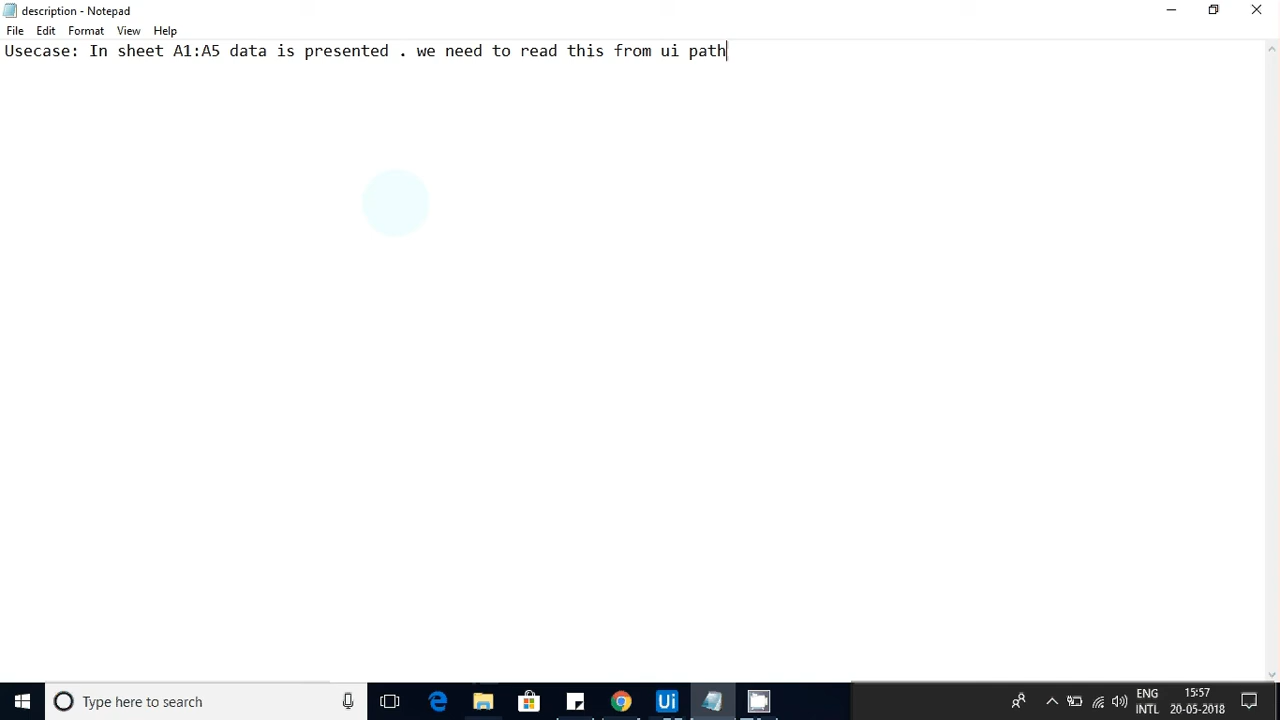 description - Notepad
File Edit Format View Help
Usecase: In sheet A1:A5 data is presented . we need to read this from ui path
Type here to search
Ui
ENG
INTL
15:57
20-05-2018